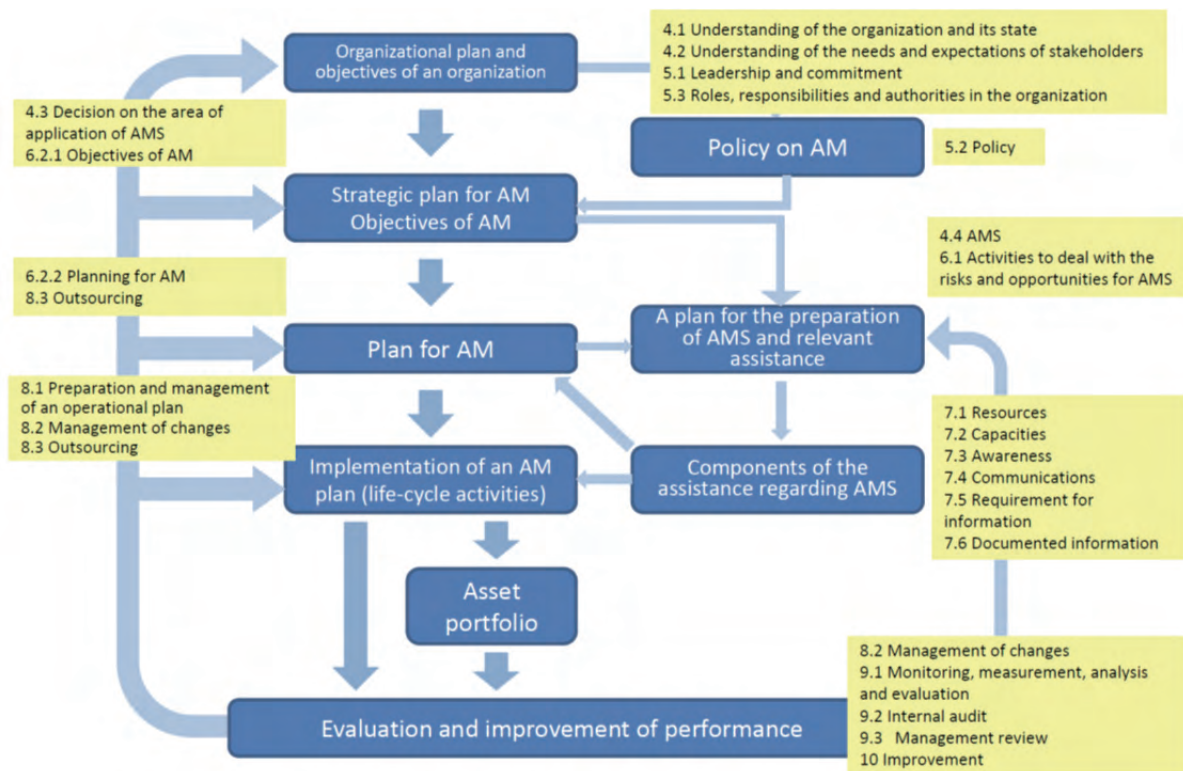 Organizational plan and
objectives of an organization
4.1 Understanding of the organization and its state
4.2 Understanding of the needs and expectations of stakeholders
5.1 Leadership and commitment
5.3 Roles, responsibilities and authorities in the organization
4.3 Decision on the area of
application of AMS
6.2.1 Objectives of AM
Policy on AM
5.2 Policy
Strategic plan for AM
Objectives of AM
4.4 AMS
6.1 Activities to deal with the
risks and opportunities for AMS
6.2.2 Planning for AM
8.3 Outsourcing
Plan for AM
A plan for the preparation
of AMS and relevant
assistance
8.1 Preparation and management
of an operational plan
8.2 Management of changes
8.3 Outsourcing
7.1 Resources
7.2 Capacities
7.3 Awareness
7.4 Communications
7.5 Requirement for
information
7.6 Documented information
Implementation of an AM
plan (life-cycle activities)
Components of the
assistance regarding AMS
Asset
portfolio
8.2 Management of changes
9.1 Monitoring, measurement, analysis
and evaluation
9.2 Internal audit
9.3 Management review
10 Improvement
Evaluation and improvement of performance